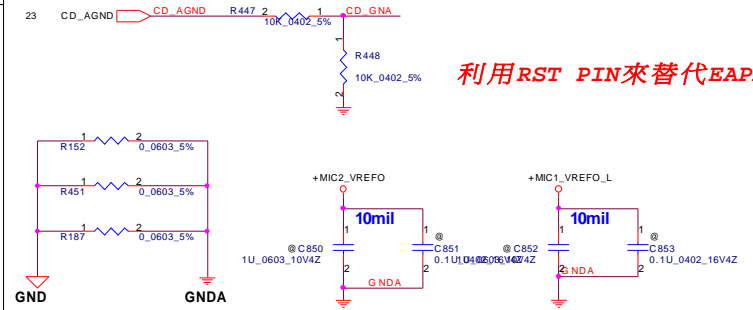 23 CD_AGND CD_AGND R447 2 1 CD_GNA
10K_0402_5%
1
R448
10K_0402_5%
2
利用RST PIN來替代EAP
1 2
R152 0_0603_5%
1 2
R451 0_0603_5%
1 2
R187 0_0603_5%
GND GNDA
+MIC2_VREFO
10mil
1
@ C850
1U_0603_10V4Z
2
1
@
C851
2
GNDA
+MIC1_VREFO_L
10mil
1
@ C852
2
GNDA
1
@
C853
0.1U_0402_16V4Z
2